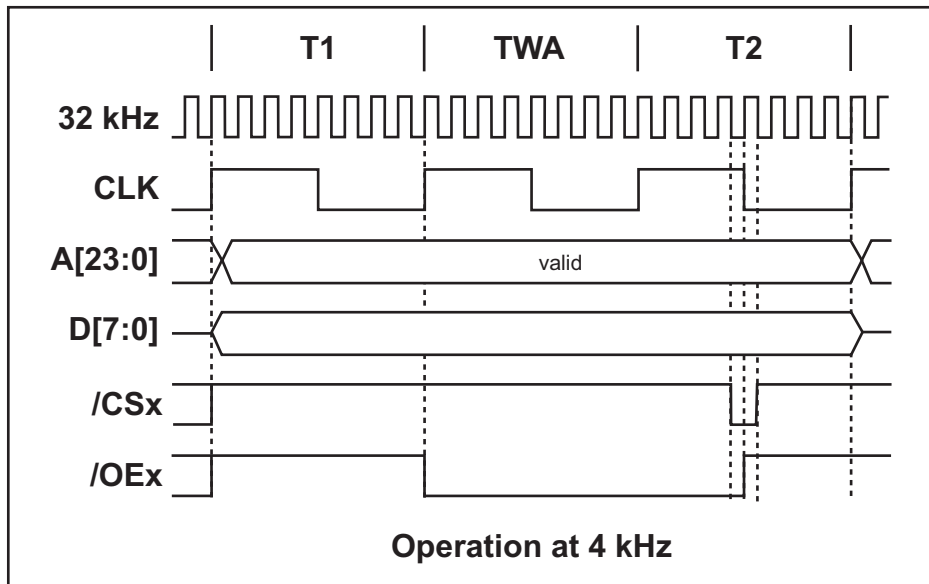 T1 TWA T2
32 kHz
CLK
A[23:0] valid
D[7:0]
/CSx
/OEx
Operation at 4 kHz